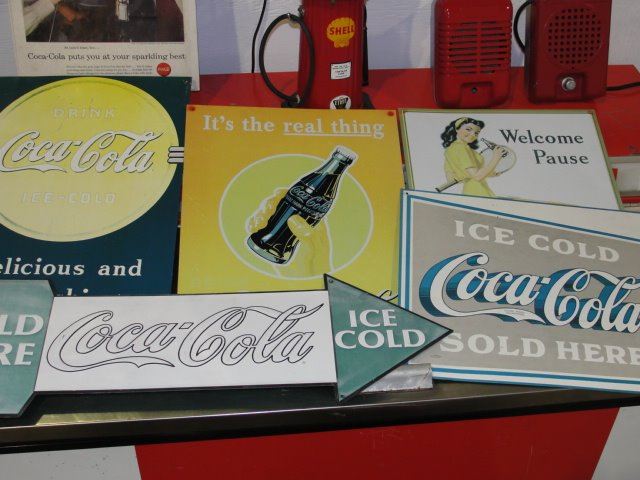 Coca-Cola puts you at your sparkling best
SHELL
DRINK
Coca-Cola
ICE-COLD
elicious and
It's the real thing
Coca-Cola
Welcome
Pause
ICE COLD
Coca-Cola
SOLD HERE
LD
RE
Coca-Cola
ICE
COLD